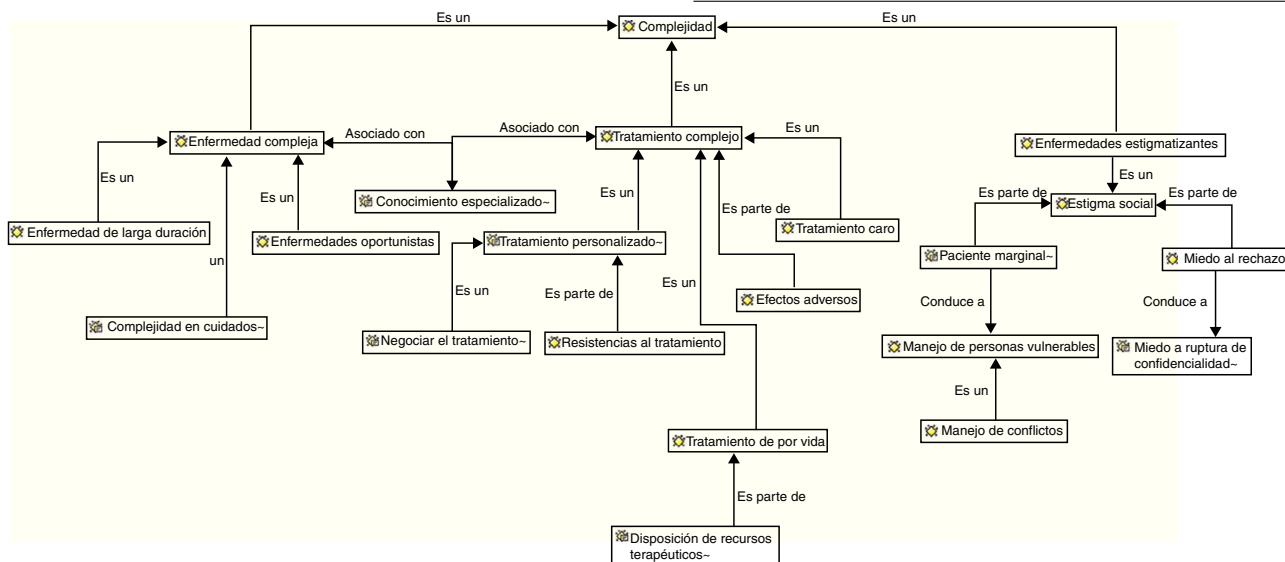 Es un
Complejidad
Es un
Es un
Enfermedad compleja
Asociado con
Asociado con
Tratamiento complejo
Es un
Enfermedades estigmatizantes
Es un
Es un
Es un
Es un
Es parte de
Es parte de
Conocimiento especializado~
Estigma social
Es parte de
Tratamiento caro
Enfermedad de larga duración
Enfermedades oportunistas
Tratamiento personalizado~
Paciente marginal~
Miedo al rechazo
un
Es un
Es parte de
Es un
Efectos adversos
Conduce a
Conduce a
Complejidad en cuidados~
Negociar el tratamiento~
Resistencias al tratamiento
Manejo de personas vulnerables
Miedo a ruptura de
confidencialidad~
Es un
Manejo de conflictos
Tratamiento de por vida
Es parte de
Disposición de recursos
terapéuticos~